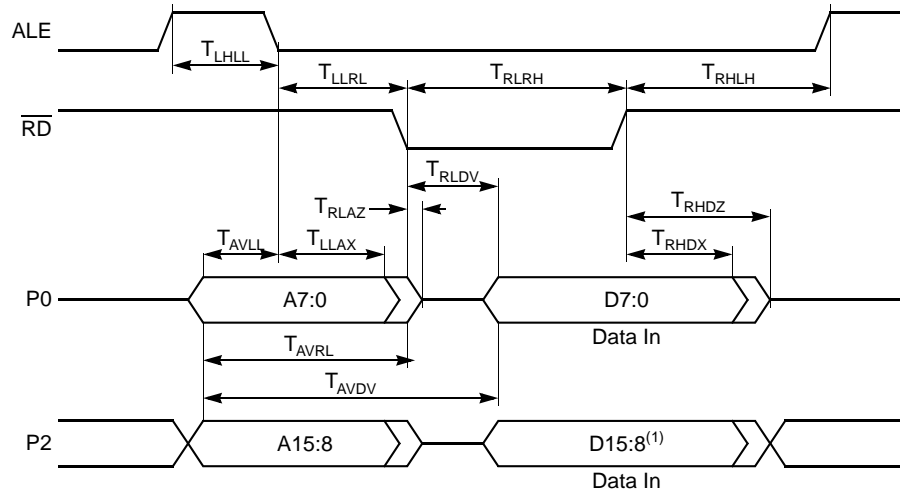 ALE
TLHLL
TLLRL TRLRH TRHLH
RD
TRLDV
TRLAZ TRHDZ
TAVLL TLLAX TRHDX
P0 A7:0 D7:0
Data In
TAVRL
TAVDV
P2 A15:8 D15:8(1)
Data In